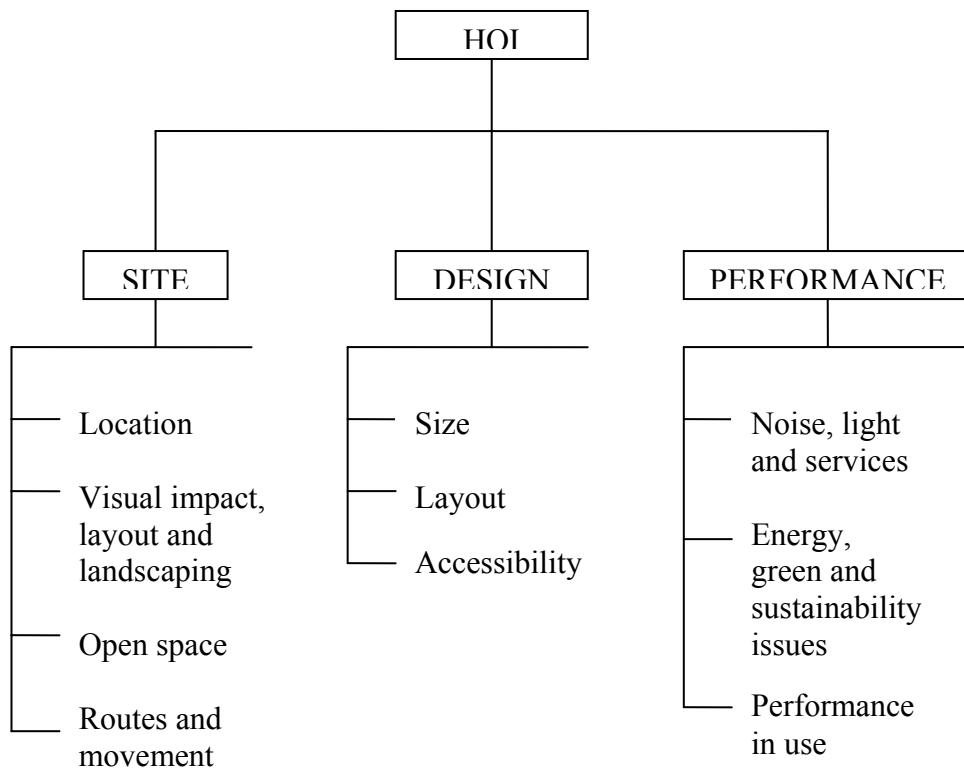 SITE
DESIGN
PERFORMANCE
Location
Visual impact,
layout and
landscaping
Open space
Routes and
movement
Size
Layout
Accessibility
Noise, light
and services
Energy,
green and
sustainability
issues
Performance
in use